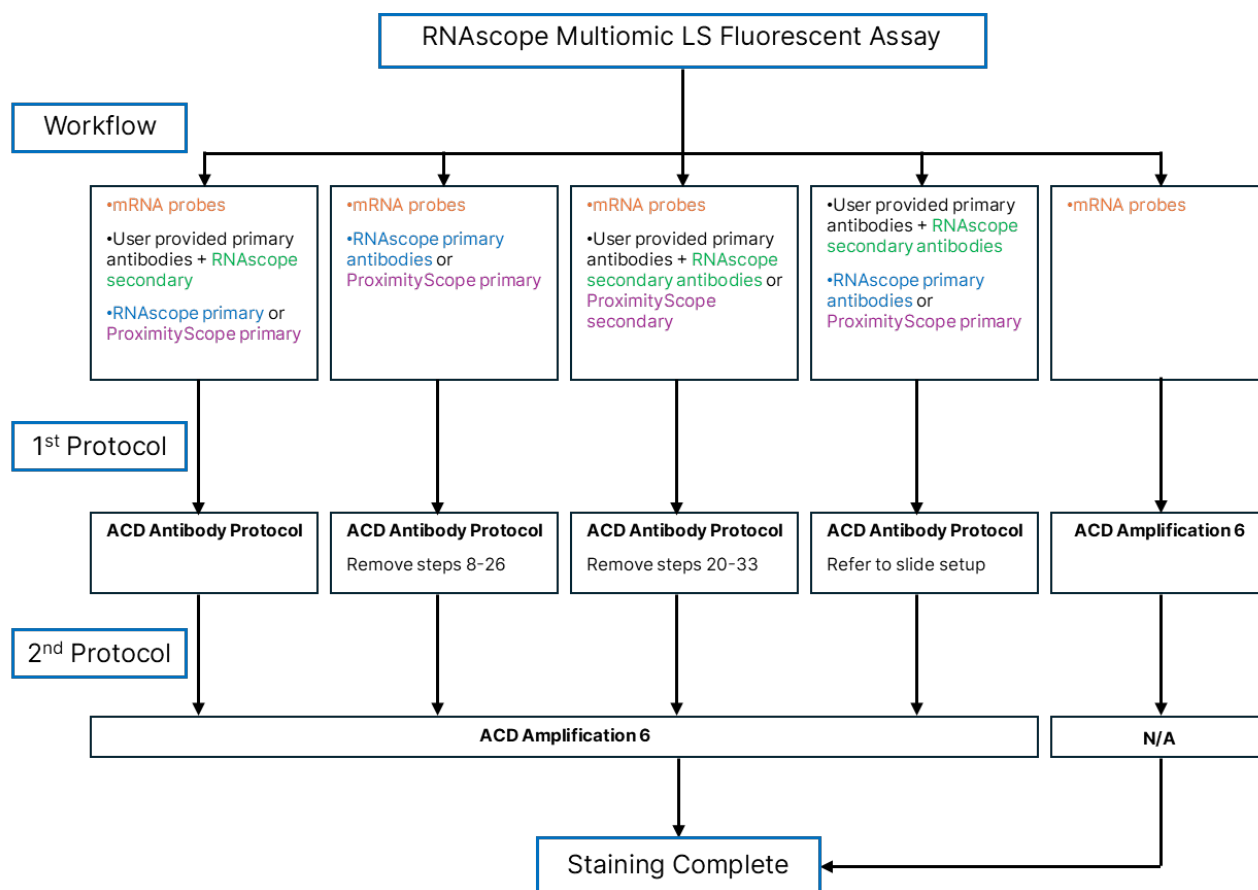 RNAscope Multiomic LS Fluorescent Assay
Workflow
•mRNA probes
•User provided primary
antibodies + RNAscope
secondary
•RNAscope primary or
ProximityScope primary
•mRNA probes
•RNAscope primary
antibodies or
ProximityScope primary
•mRNA probes
•User provided primary
antibodies + RNAscope
secondary antibodies or
ProximityScope
secondary
•User provided primary
antibodies + RNAscope
secondary antibodies
•RNAscope primary
antibodies or
ProximityScope primary
•mRNA probes
1st Protocol
ACD Antibody Protocol
ACD Antibody Protocol
Remove steps 8-26
ACD Antibody Protocol
Remove steps 20-33
ACD Antibody Protocol
Refer to slide setup
ACD Amplification 6
2nd Protocol
ACD Amplification 6
N/A
Staining Complete